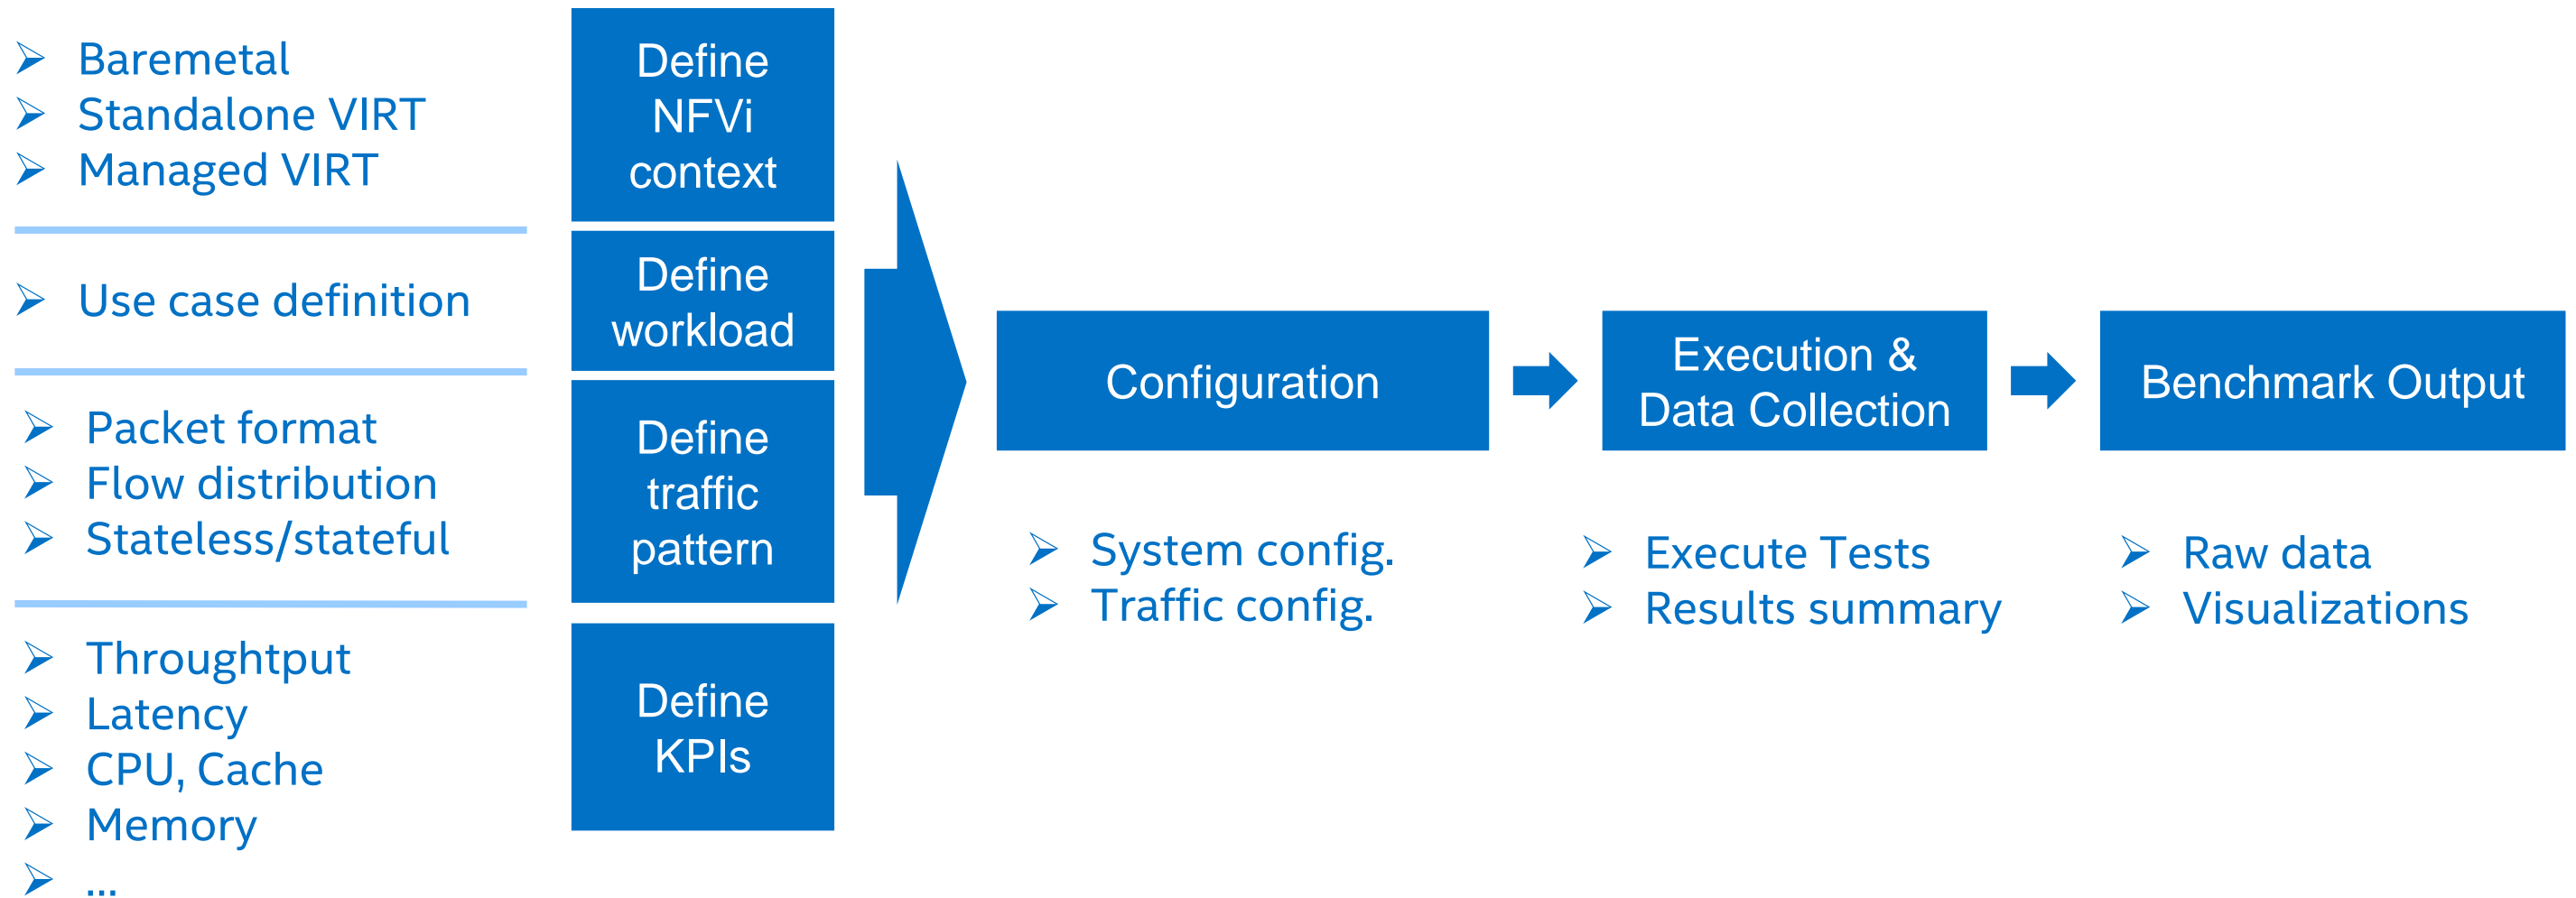 Baremetal
Standalone VIRT
Managed VIRT
Define
NFVi
context
Use case definition
Define
workload
Packet format
Flow distribution
Stateless/stateful
Define
traffic
pattern
Throughtput
Latency
CPU, Cache
Memory
...
Define
KPIs
Configuration
System config.
Traffic config.
Execution &
Data Collection
Execute Tests
Results summary
Benchmark Output
Raw data
Visualizations